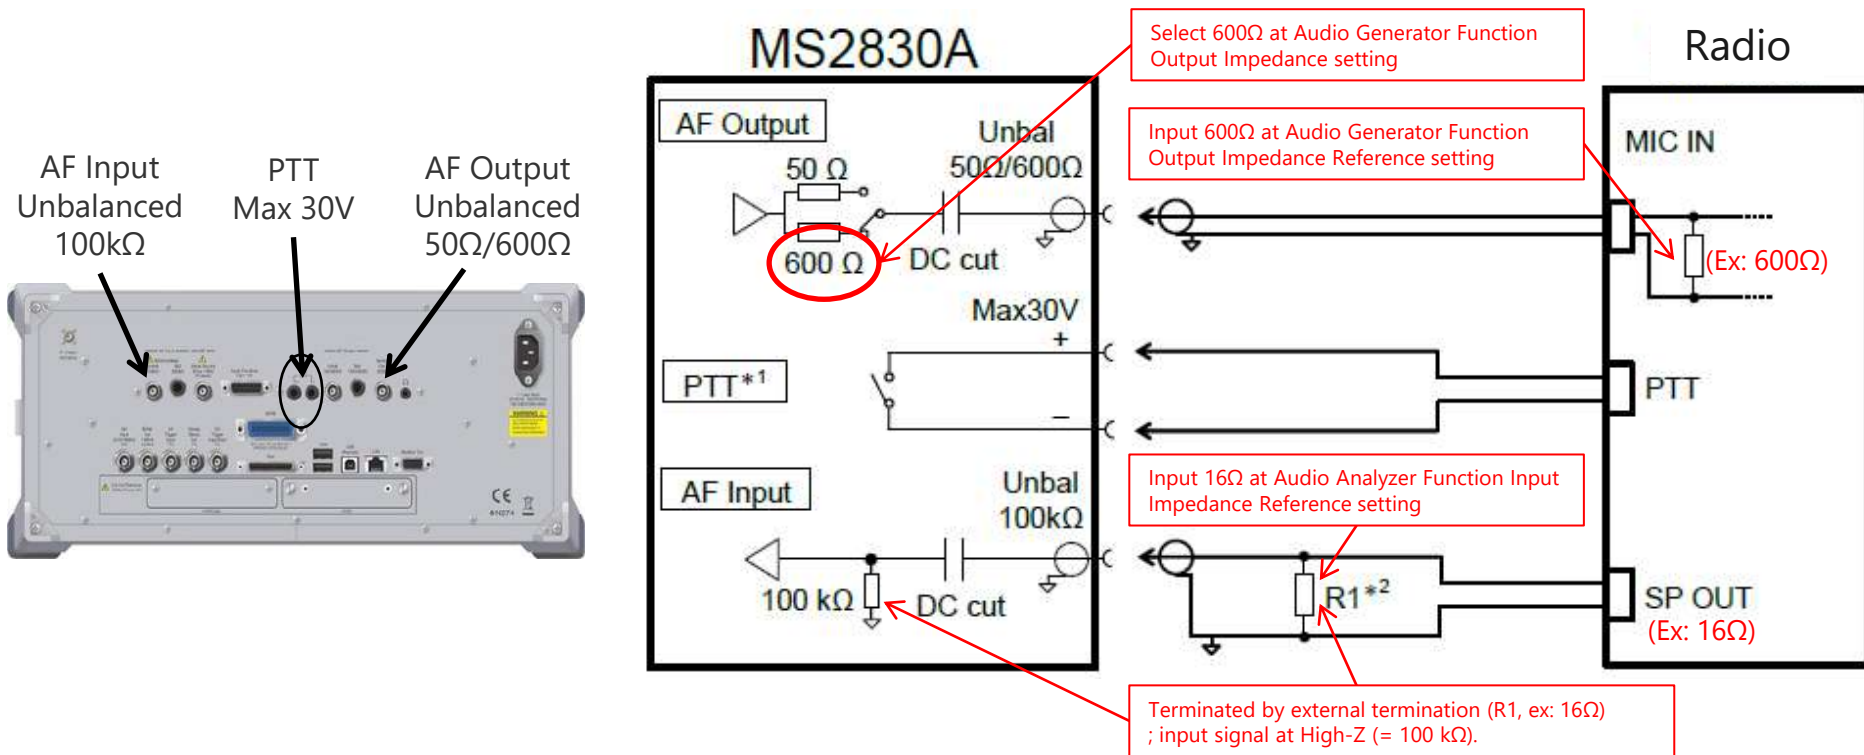 AF Input
Unbalanced
100kΩ
PTT
Max 30V
AF Output
Unbalanced
50Ω/600Ω
MS2830A
Select 600Ω at Audio Generator Function
Output Impedance setting
Radio
AF Output
Unbal
50Ω/600Ω
50 Ω
600 Ω
DC cut
Input 600Ω at Audio Generator Function
Output Impedance Reference setting
MIC IN
(Ex: 600Ω)
Max30V
+
PTT*1
–
PTT
AF Input
Unbal
100kΩ
100 kΩ
DC cut
Input 16Ω at Audio Analyzer Function Input
Impedance Reference setting
R1*2
SP OUT
(Ex: 16Ω)
Terminated by external termination (R1, ex: 16Ω)
; input signal at High-Z (= 100 kΩ).
WARNING
CE